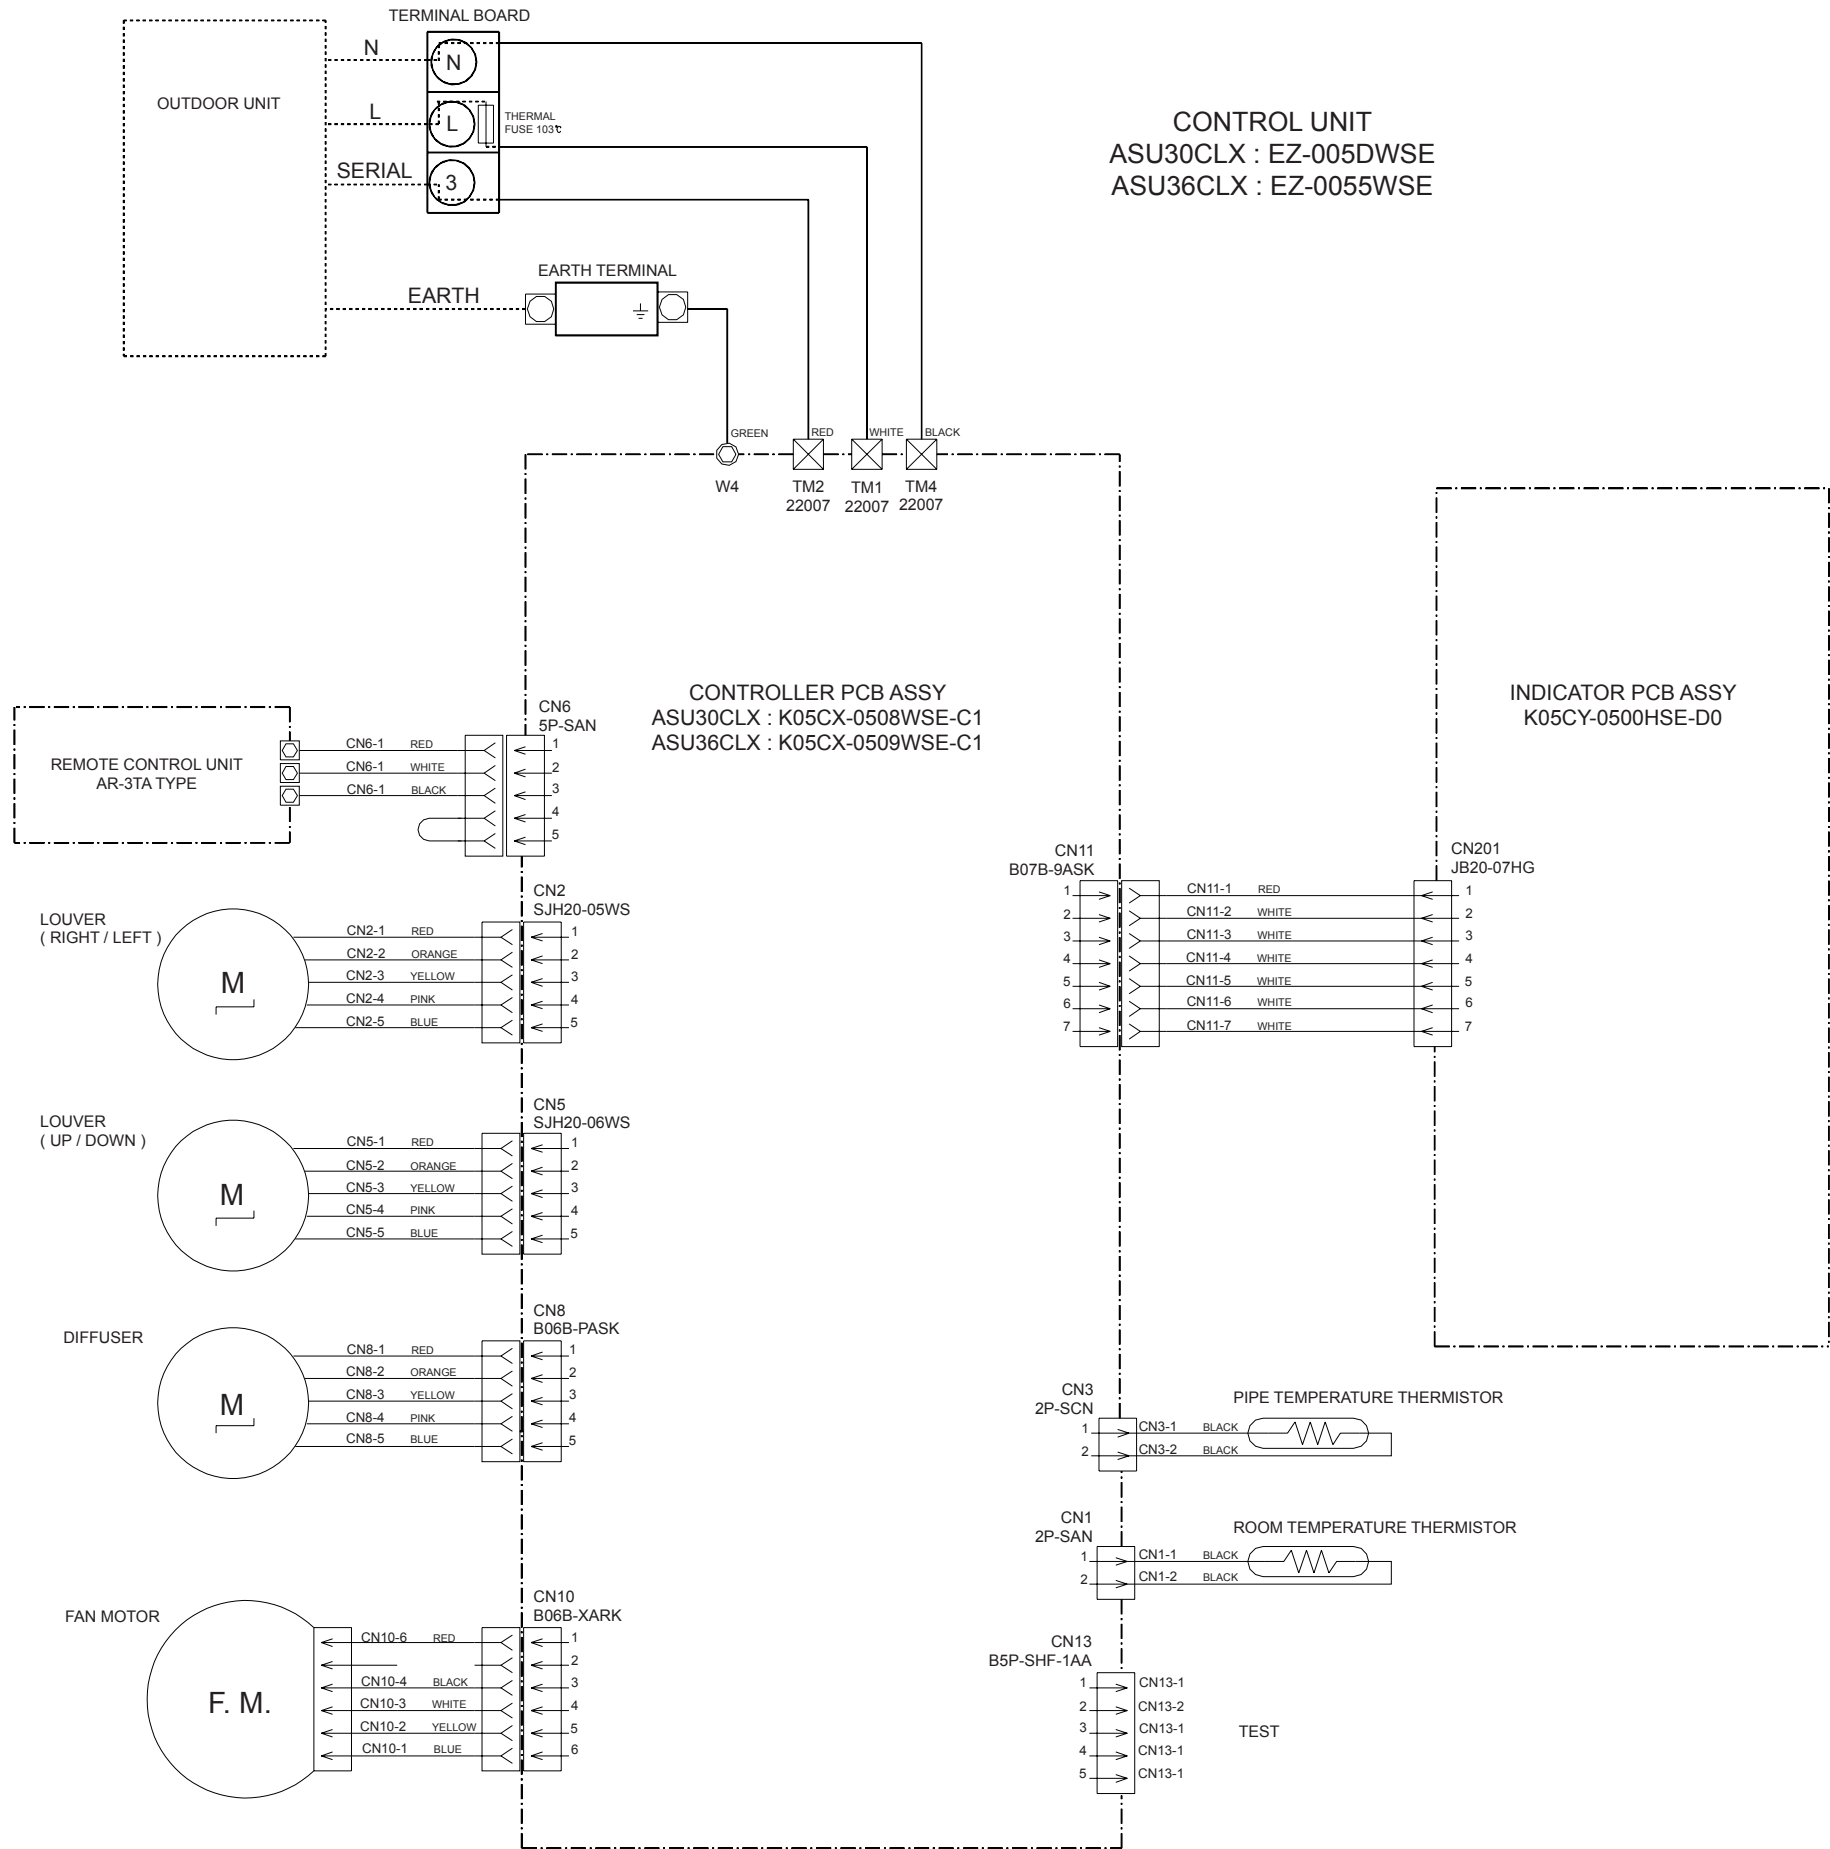 TERMINAL BOARD
N
N
OUTDOOR UNIT
L
L
THERMAL
FUSE 103℃
SERIAL
3
CONTROL UNIT
ASU30CLX : EZ-005DWSE
ASU36CLX : EZ-0055WSE
EARTH TERMINAL
EARTH
GREEN
RED
WHITE
BLACK
W4
TM2
22007
TM1
22007
TM4
22007
CONTROLLER PCB ASSY
ASU30CLX : K05CX-0508WSE-C1
ASU36CLX : K05CX-0509WSE-C1
INDICATOR PCB ASSY
K05CY-0500HSE-D0
REMOTE CONTROL UNIT
AR-3TA TYPE
CN6
5P-SAN
CN6-1 RED 1
CN6-1 WHITE 2
CN6-1 BLACK 3
4
5
CN11
B07B-9ASK
CN201
JB20-07HG
1 CN11-1 RED 1
2 CN11-2 WHITE 2
3 CN11-3 WHITE 3
4 CN11-4 WHITE 4
5 CN11-5 WHITE 5
6 CN11-6 WHITE 6
7 CN11-7 WHITE 7
LOUVER
( RIGHT / LEFT )
M
CN2
SJH20-05WS
CN2-1 RED 1
CN2-2 ORANGE 2
CN2-3 YELLOW 3
CN2-4 PINK 4
CN2-5 BLUE 5
LOUVER
( UP / DOWN )
M
CN5
SJH20-06WS
CN5-1 RED 1
CN5-2 ORANGE 2
CN5-3 YELLOW 3
CN5-4 PINK 4
CN5-5 BLUE 5
DIFFUSER
M
CN8
B06B-PASK
CN8-1 RED 1
CN8-2 ORANGE 2
CN8-3 YELLOW 3
CN8-4 PINK 4
CN8-5 BLUE 5
CN3
2P-SCN
PIPE TEMPERATURE THERMISTOR
1 CN3-1 BLACK
2 CN3-2 BLACK
CN1
2P-SAN
ROOM TEMPERATURE THERMISTOR
1 CN1-1 BLACK
2 CN1-2 BLACK
FAN MOTOR
F. M.
CN10
B06B-XARK
CN10-6 RED 1
2
CN10-4 BLACK 3
CN10-3 WHITE 4
CN10-2 YELLOW 5
CN10-1 BLUE 6
CN13
B5P-SHF-1AA
1 CN13-1
2 CN13-2
3 CN13-1
4 CN13-1
5 CN13-1
TEST